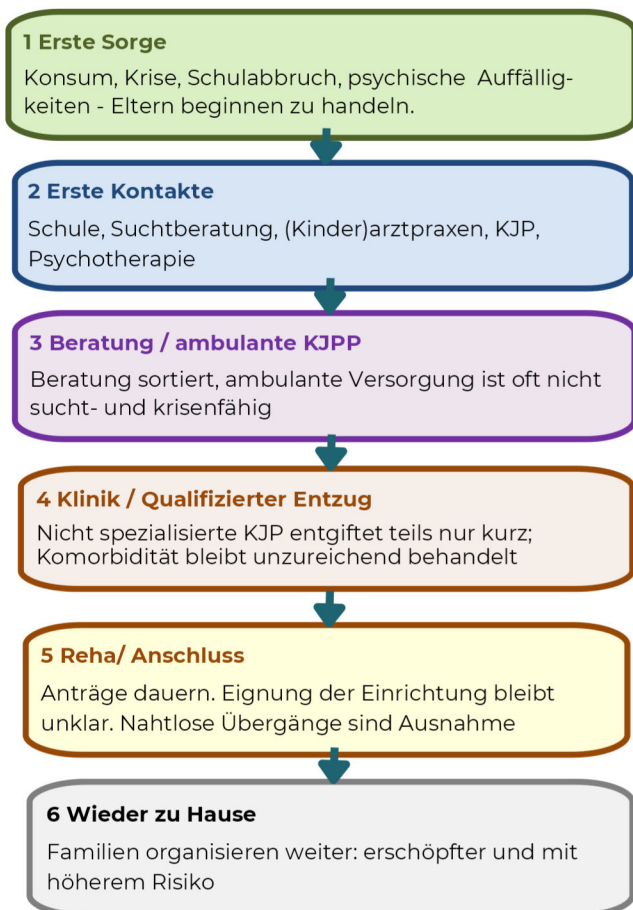 1 Erste Sorge
Konsum, Krise, Schulabbruch, psychische Auffällig-
keiten - Eltern beginnen zu handeln.
2 Erste Kontakte
Schule, Suchtberatung, (Kinder)arztpraxen, KJP,
Psychotherapie
3 Beratung / ambulante KJPP
Beratung sortiert, ambulante Versorgung ist oft nicht
sucht- und krisenfähig
4 Klinik / Qualifizierter Entzug
Nicht spezialisierte KJP entgiftet teils nur kurz;
Komorbidität bleibt unzureichend behandelt
5 Reha/ Anschluss
Anträge dauern. Eignung der Einrichtung bleibt
unklar. Nahtlose Übergänge sind Ausnahme
6 Wieder zu Hause
Familien organisieren weiter: erschöpfter und mit
höherem Risiko